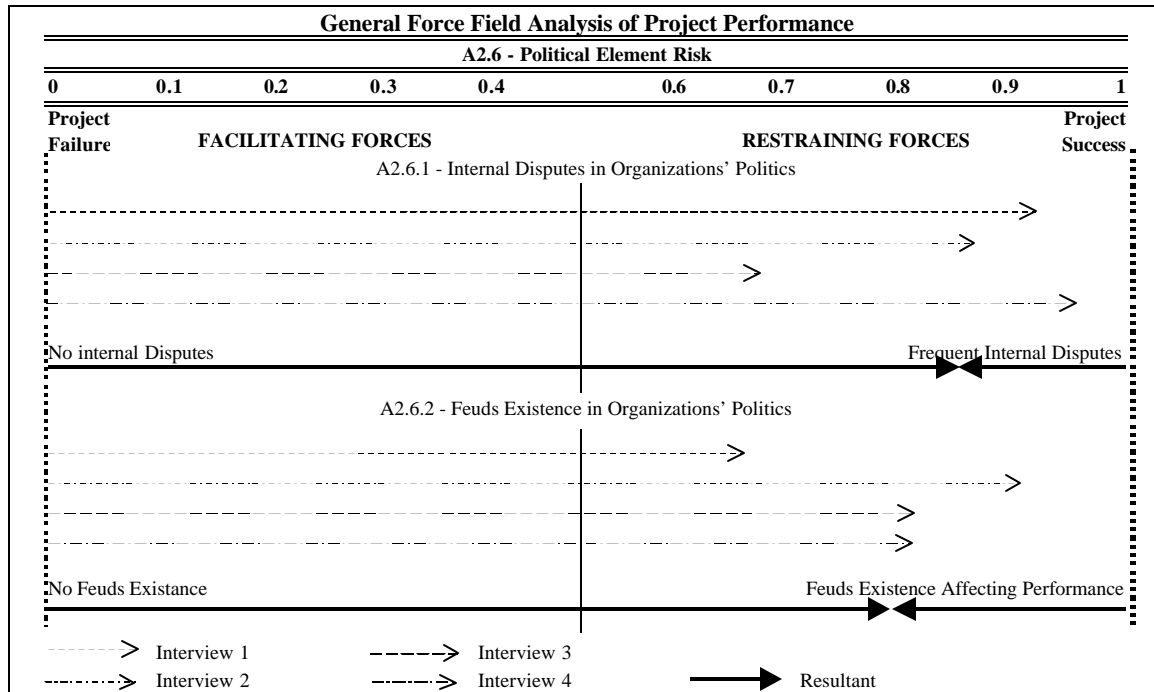 General Force Field Analysis of Project Performance
A2.6 - Political Element Risk
0 0.1 0.2 0.3 0.4 0.6 0.7 0.8 0.9 1
Project Failure
FACILITATING FORCES
RESTRAINING FORCES
Project Success
A2.6.1 - Internal Disputes in Organizations' Politics
No internal Disputes
Frequent Internal Disputes
A2.6.2 - Feuds Existence in Organizations' Politics
No Feuds Existance
Feuds Existence Affecting Performance
Interview 1
Interview 3
Interview 2
Interview 4
Resultant